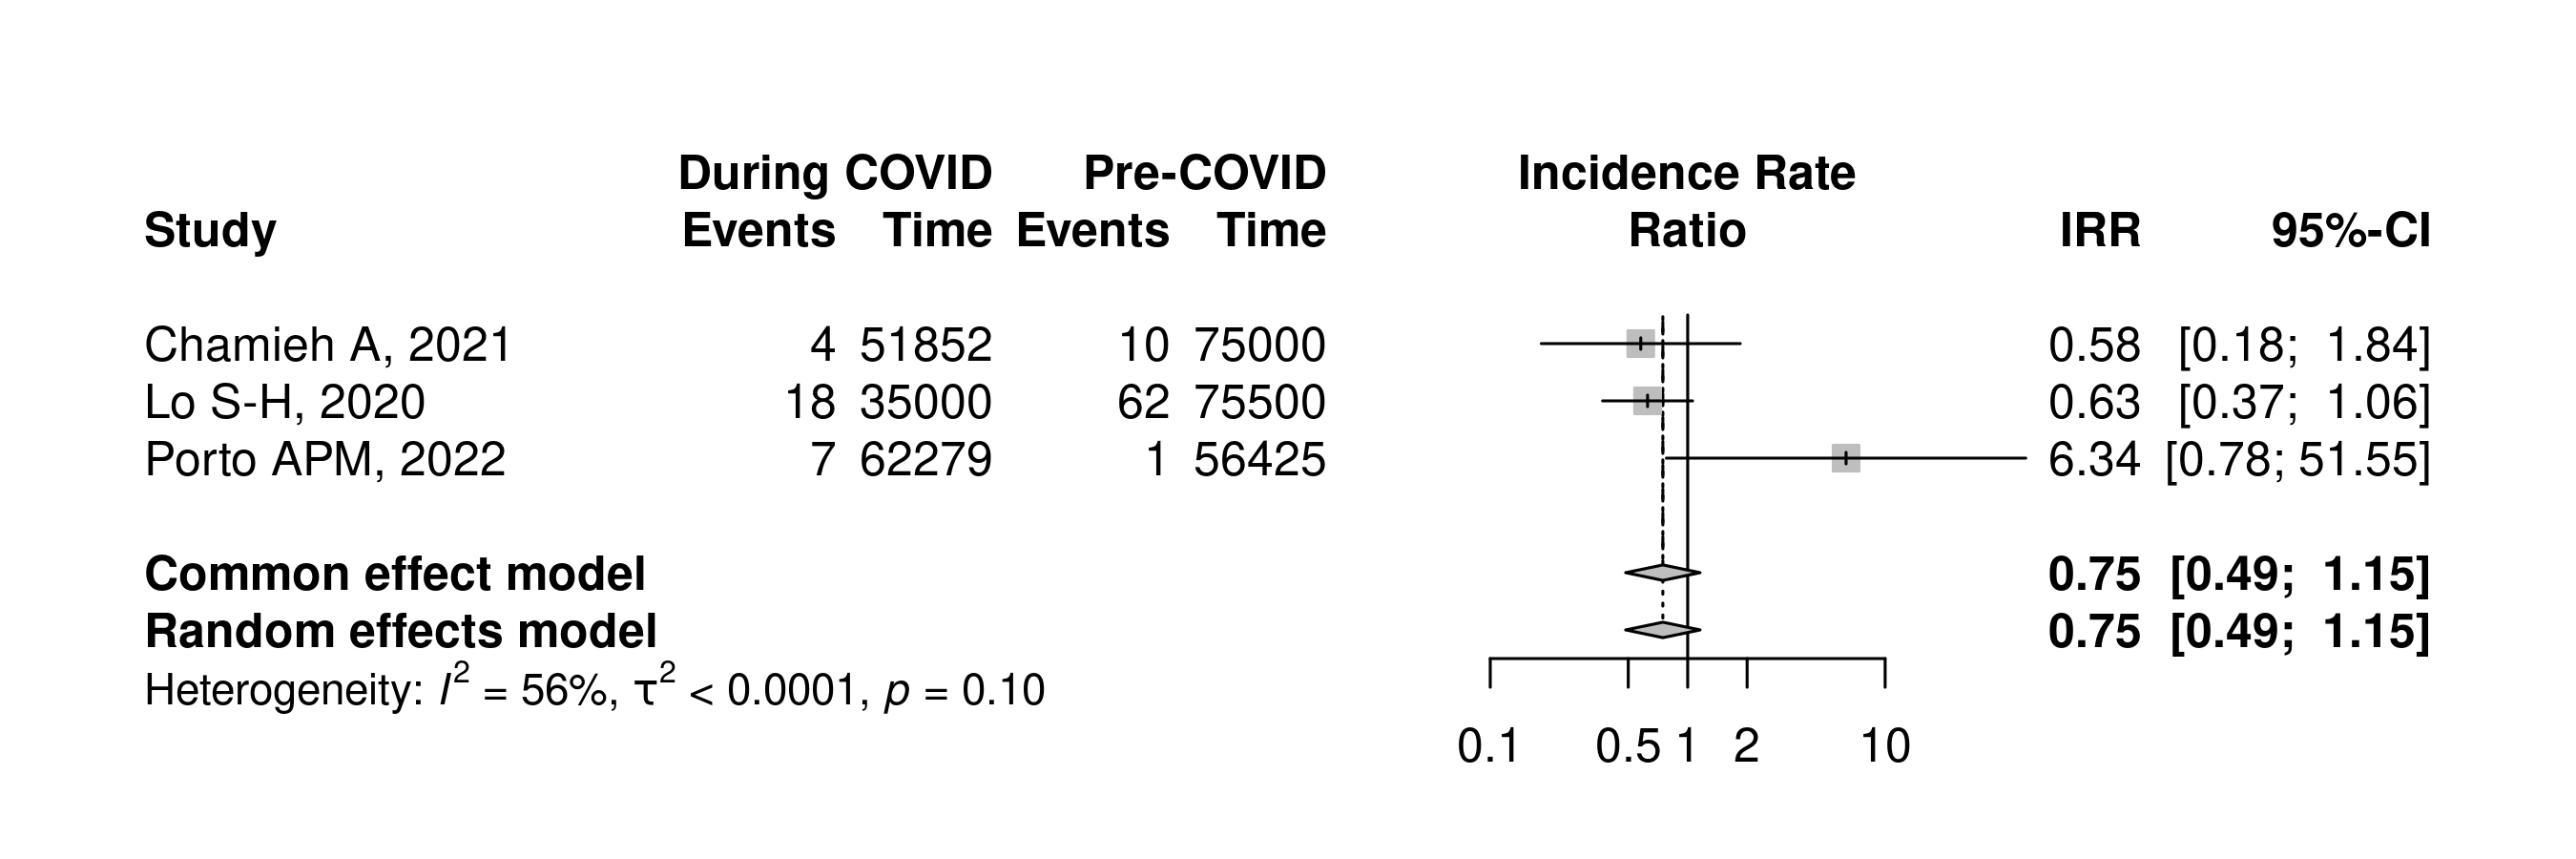 During COVID Pre-COVID Incidence Rate
Study Events Time Events Time Ratio IRR 95%-CI
Chamieh A, 2021 4 51852 10 75000 0.58 [0.18; 1.84]
Lo S-H, 2020 18 35000 62 75500 0.63 [0.37; 1.06]
Porto APM, 2022 7 62279 1 56425 6.34 [0.78; 51.55]
Common effect model 0.75 [0.49; 1.15]
Random effects model 0.75 [0.49; 1.15]
Heterogeneity: I² = 56%, τ² < 0.0001, p = 0.10
0.1 0.5 1 2 10